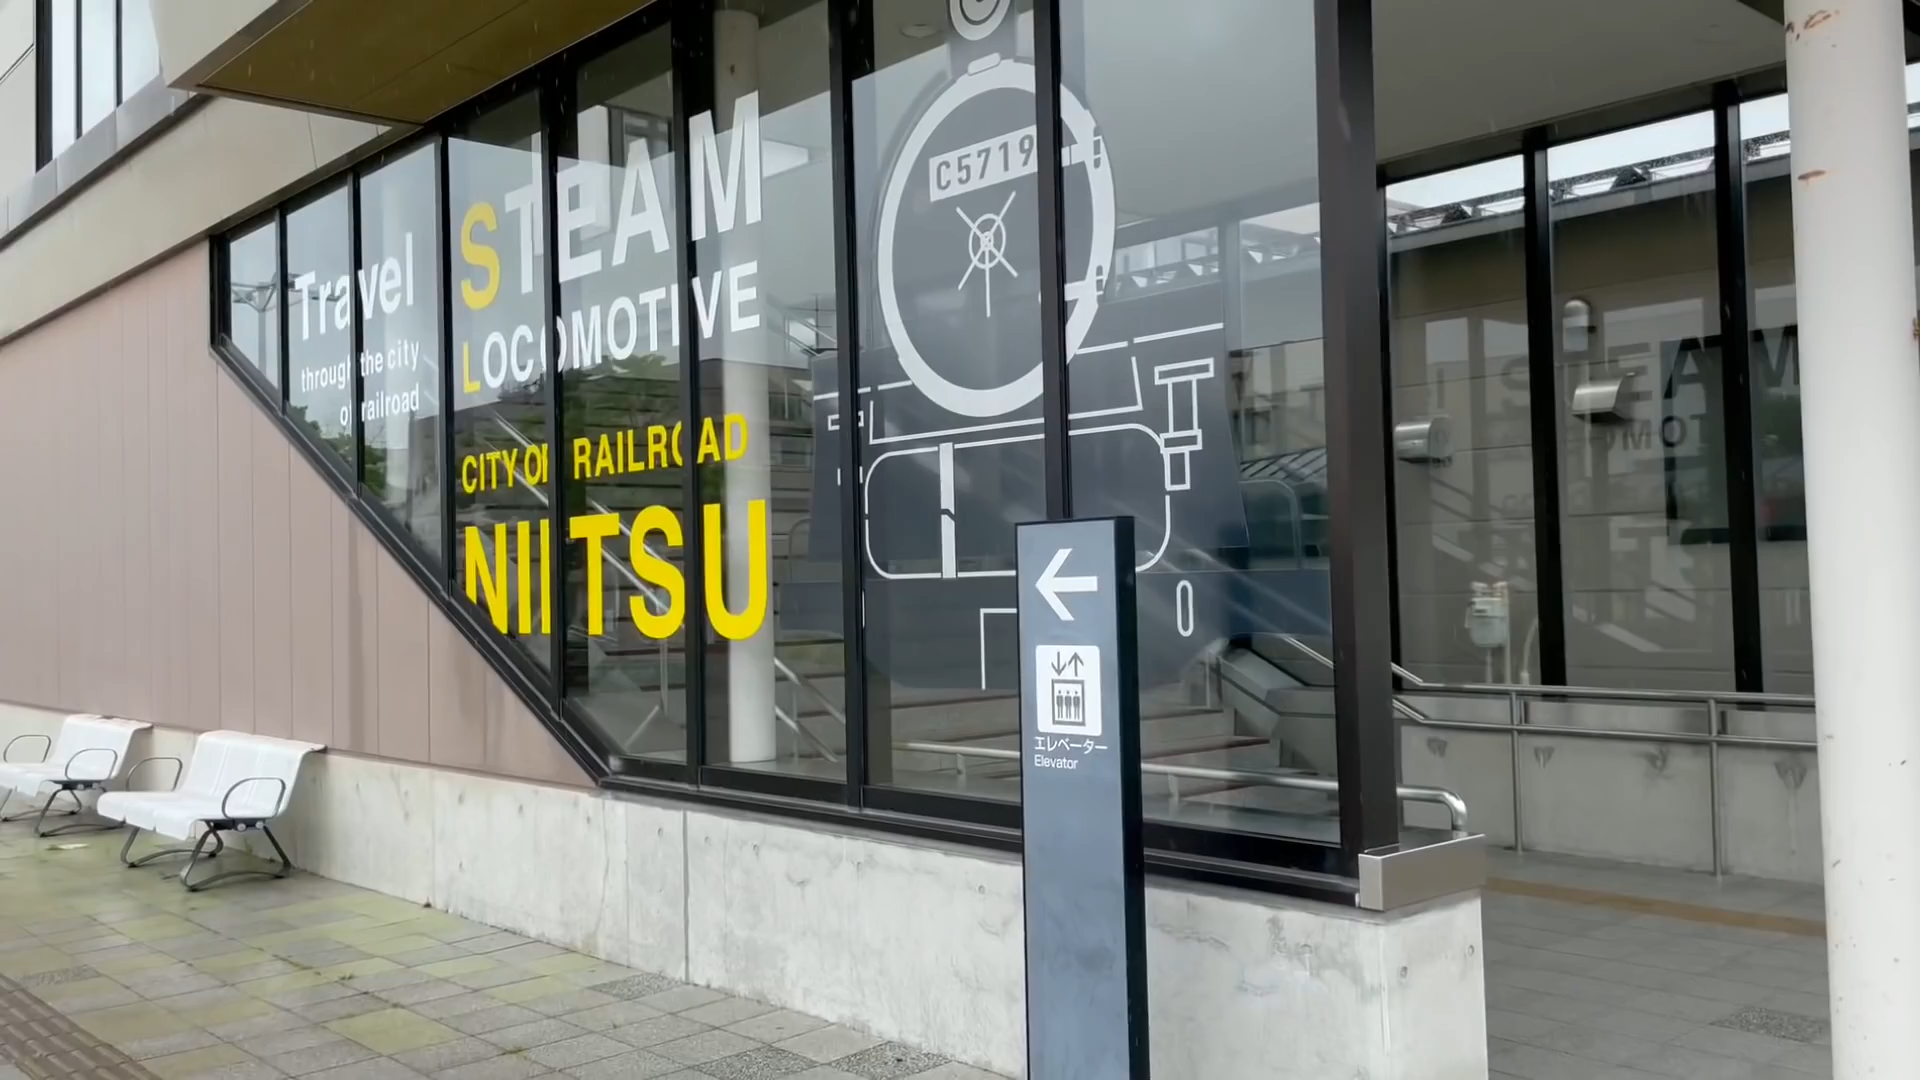 Travel
through the city
of railroad
STEAM
LOCOMOTIVE
CITY OF RAILROAD
NIITSU
C5719
エレベーター
Elevator